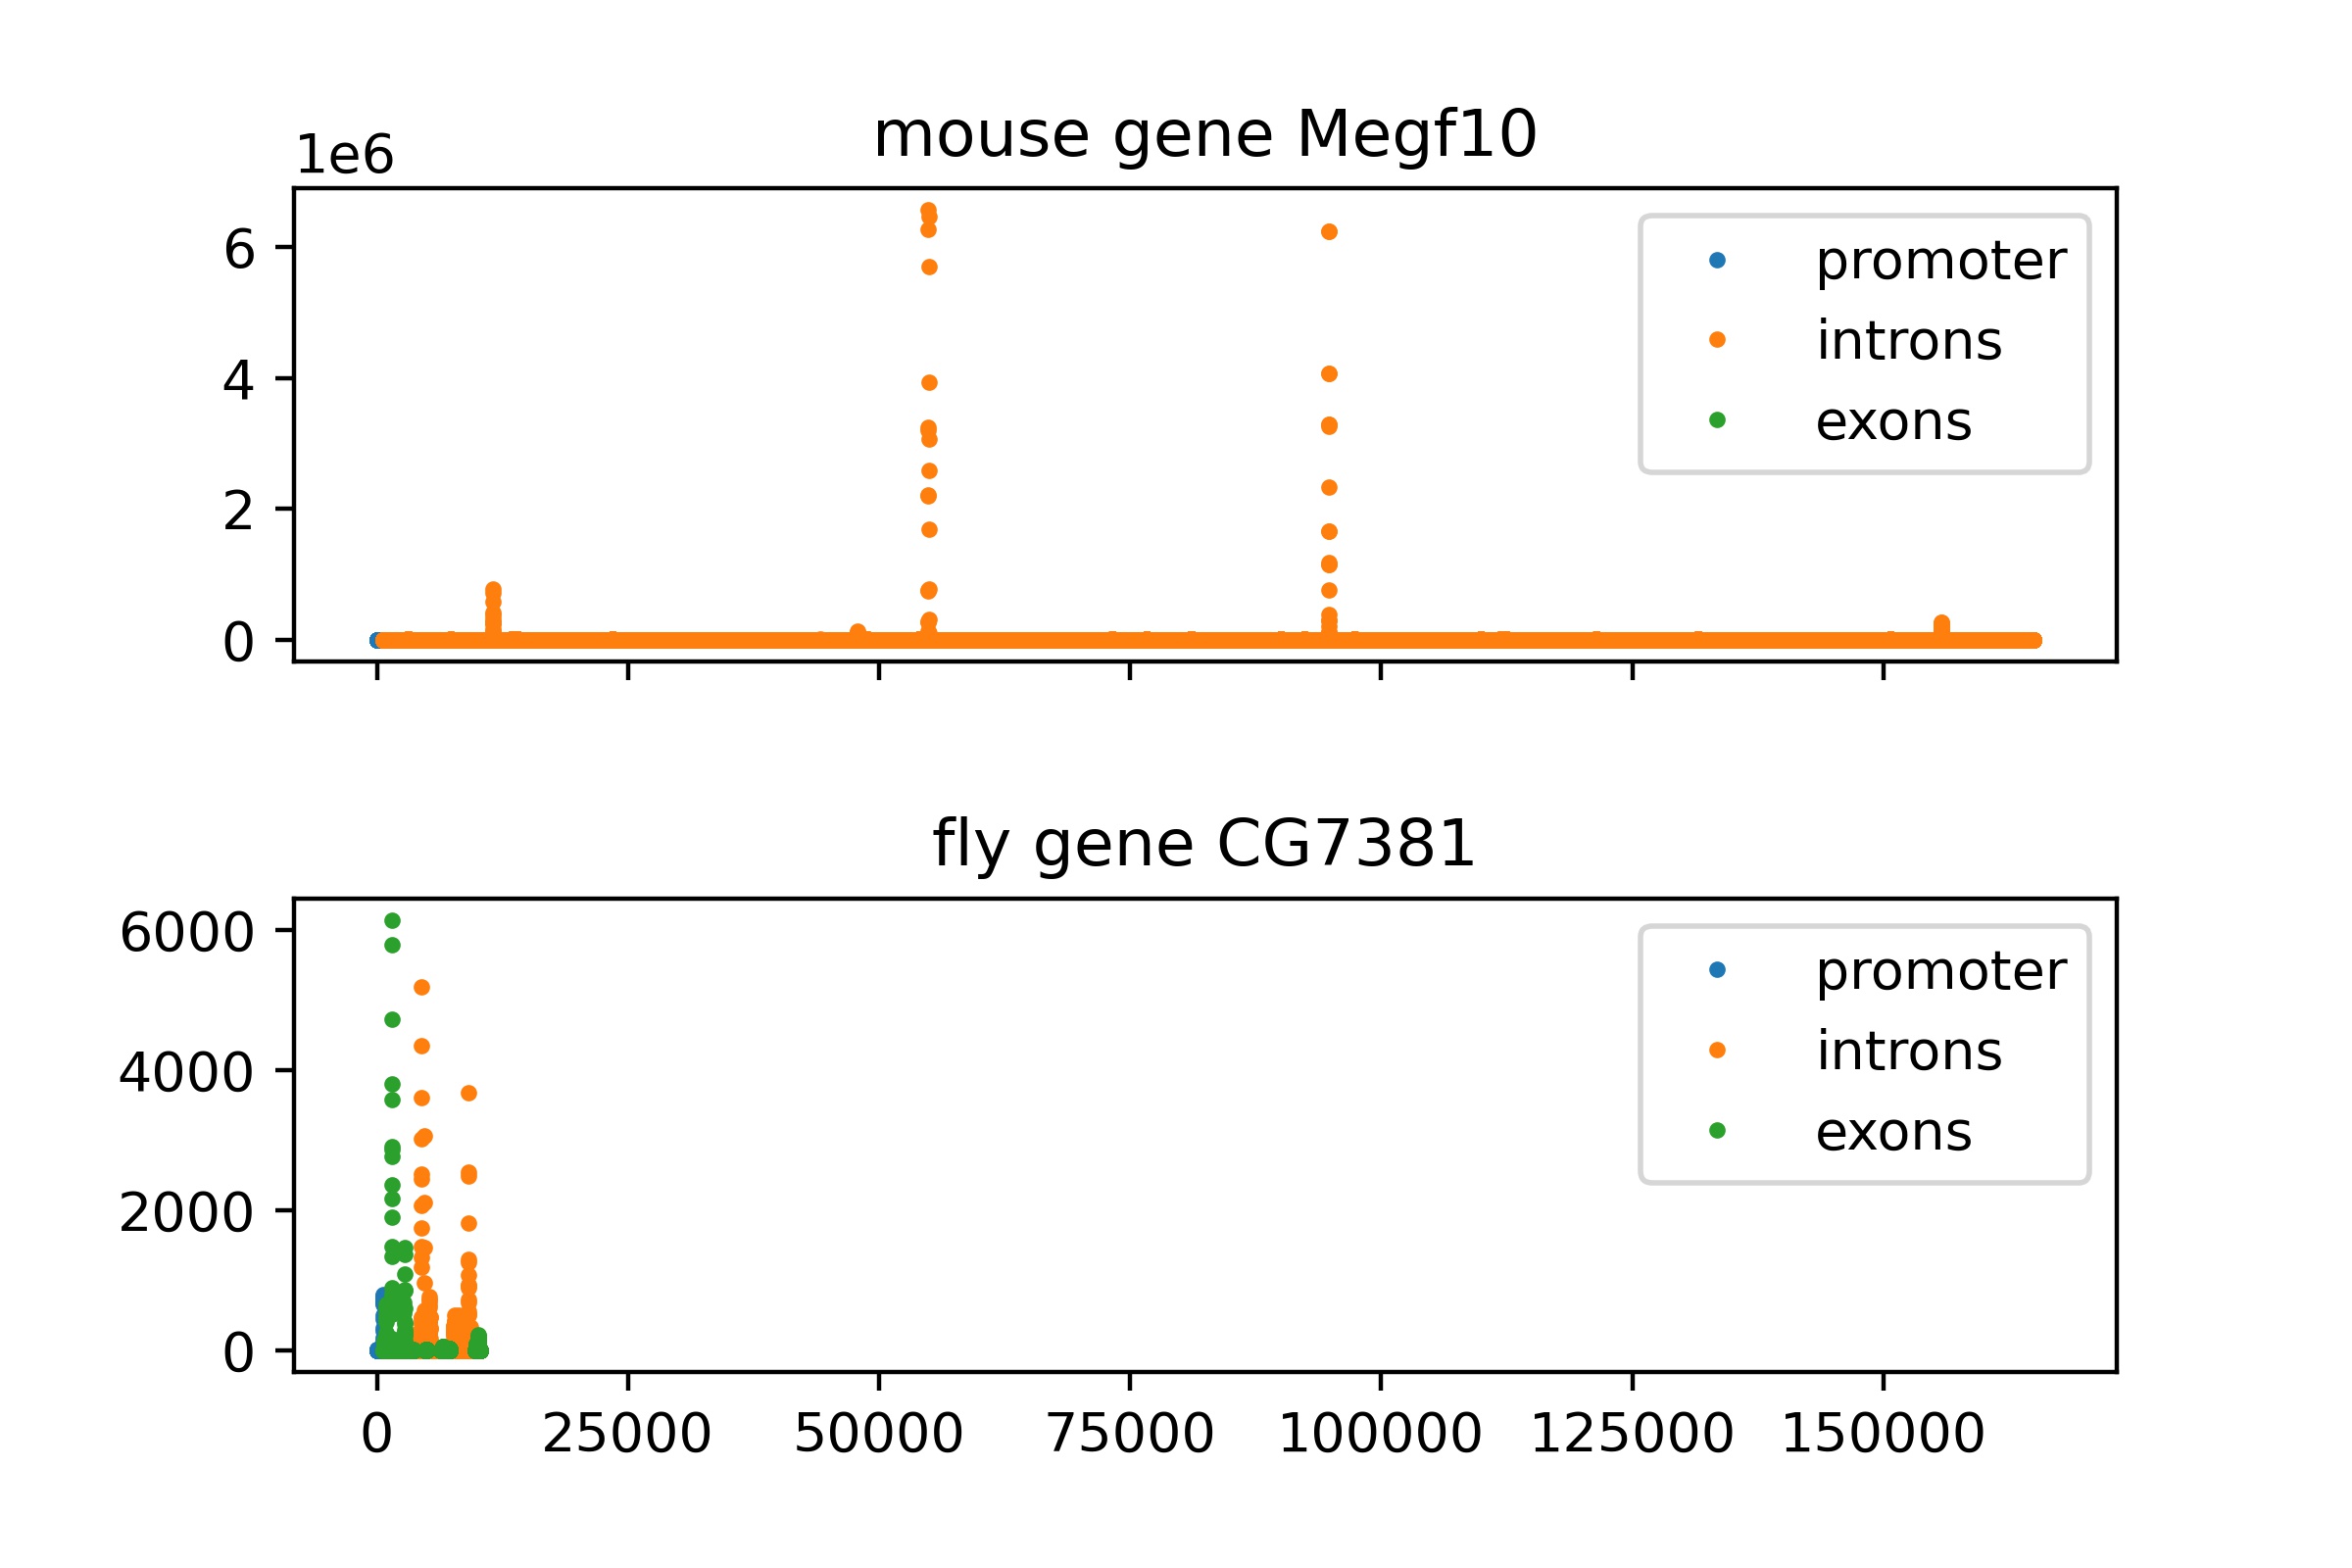 mouse gene Megf10
1e6
6
4
2
0
promoter
introns
exons
fly gene CG7381
6000
4000
2000
0
promoter
introns
exons
0 25000 50000 75000 100000 125000 150000